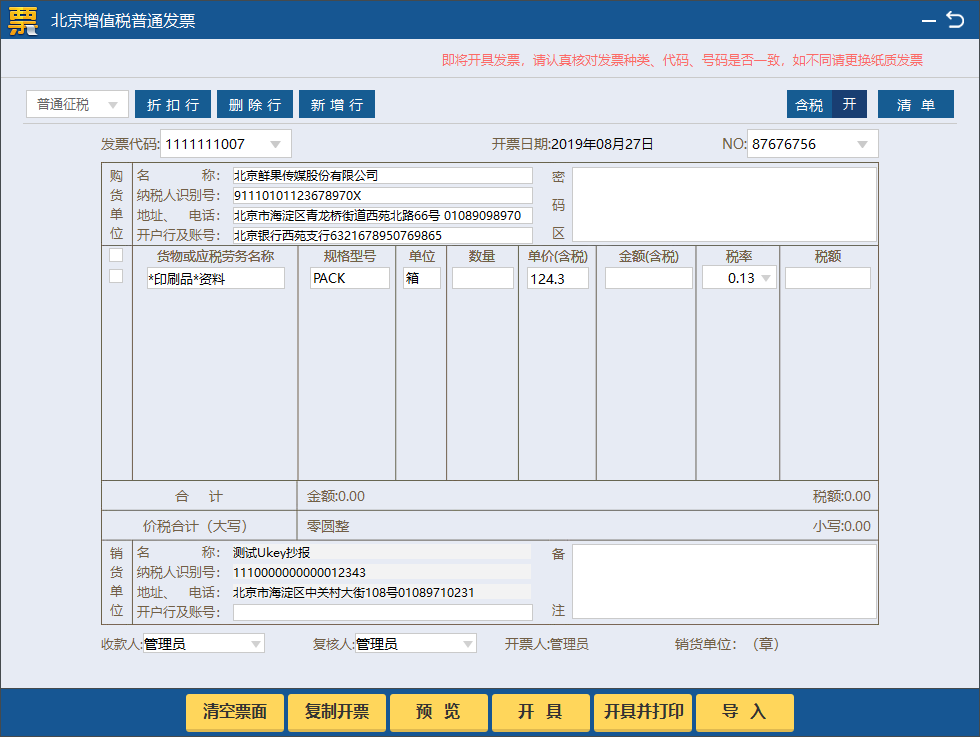 票 北京增值税普通发票
即将开具发票，请认真核对发票种类、代码、号码是否一致，如不同请更换纸质发票
普通征税 折扣行 删除行 新增行 含税 开 清单
发票代码: 1111111007 开票日期:2019年08月27日 NO: 87676756
购货单位
名 称： 北京鲜果传媒股份有限公司
纳税人识别号： 91110101123678970X
地址、 电话： 北京市海淀区青龙桥街道西苑北路66号 01089098970
开户行及账号： 北京银行西苑支行6321678950769865
密码区
货物或应税劳务名称 规格型号 单位 数量 单价(含税) 金额(含税) 税率 税额
*印刷品*资料 PACK 箱 124.3 0.13
合 计 金额:0.00 税额:0.00
价税合计（大写） 零圆整 小写:0.00
销货单位
名 称： 测试Ukey抄报
纳税人识别号： 1110000000000012343
地址、 电话： 北京市海淀区中关村大街108号01089710231
开户行及账号：
备注
收款人:管理员 复核人:管理员 开票人:管理员 销货单位：（章）
清空票面 复制开票 预 览 开 具 开具并打印 导 入